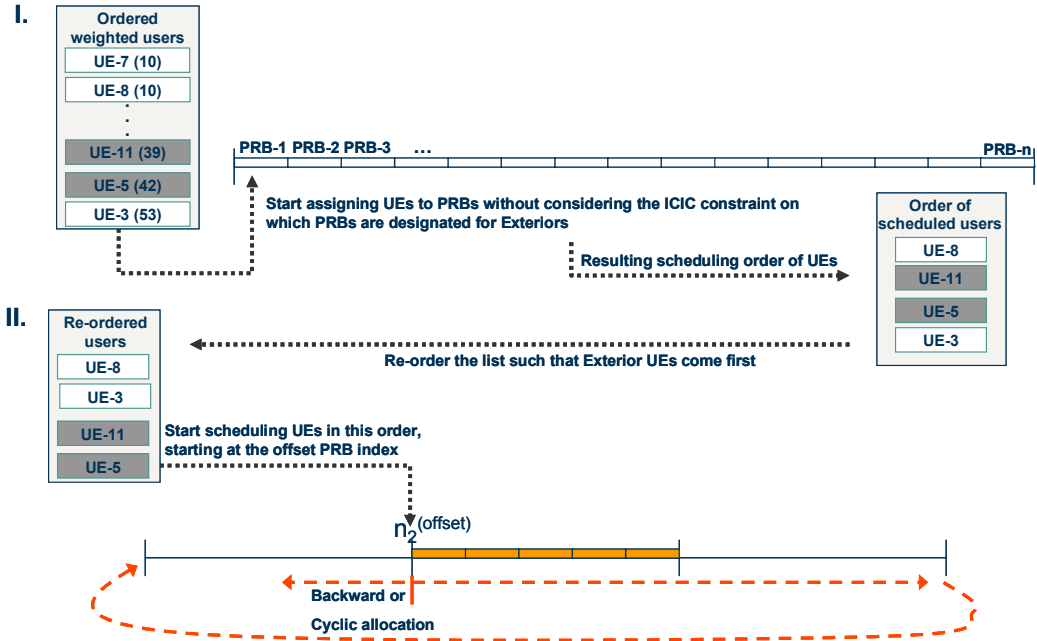 I.
Ordered
weighted users
UE-7 (10)
UE-8 (10)
.
.
.
UE-11 (39)
UE-5 (42)
UE-3 (53)
PRB-1 PRB-2 PRB-3 ... PRB-n
Start assigning UEs to PRBs without considering the ICIC constraint on
which PRBs are designated for Exteriors
Resulting scheduling order of UEs
Order of
scheduled users
UE-8
UE-11
UE-5
UE-3
II.
Re-ordered
users
UE-8
UE-3
UE-11
UE-5
Re-order the list such that Exterior UEs come first
Start scheduling UEs in this order,
starting at the offset PRB index
n2(offset)
Backward or
Cyclic allocation